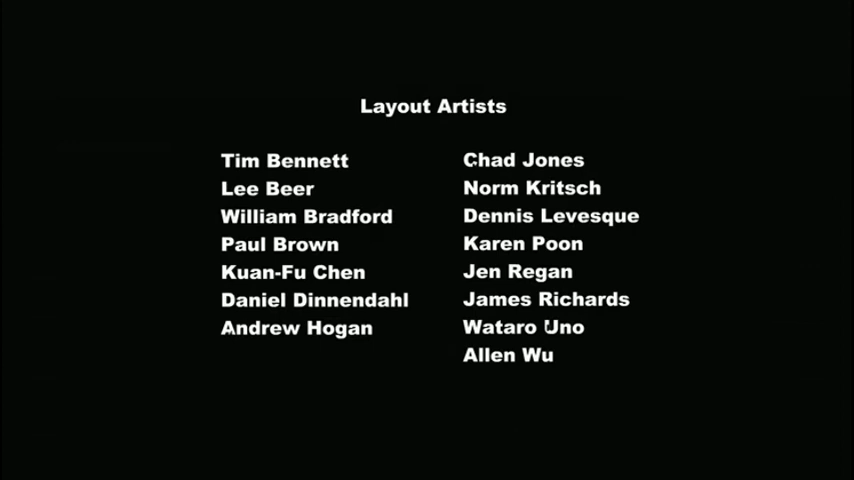 Layout Artists
Tim Bennett
Lee Beer
William Bradford
Paul Brown
Kuan-Fu Chen
Daniel Dinnendahl
Andrew Hogan
Chad Jones
Norm Kritsch
Dennis Levesque
Karen Poon
Jen Regan
James Richards
Wataro Uno
Allen Wu